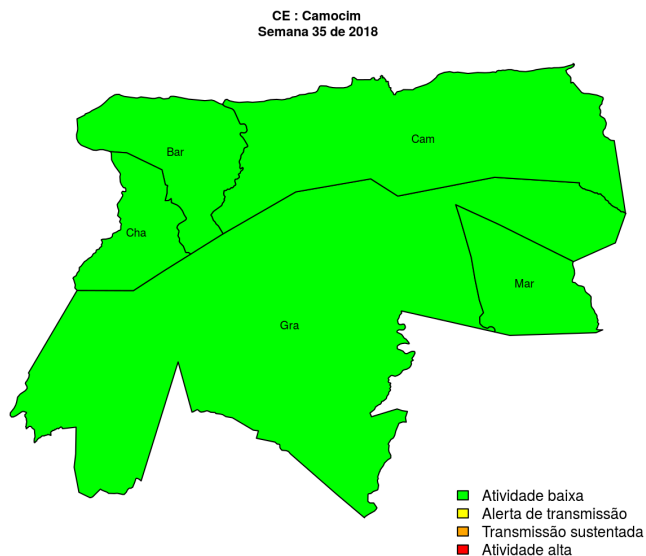 CE : Camocim
Semana 35 de 2018
Bar
Cam
Cha
Mar
Gra
Atividade baixa
Alerta de transmissão
Transmissão sustentada
Atividade alta